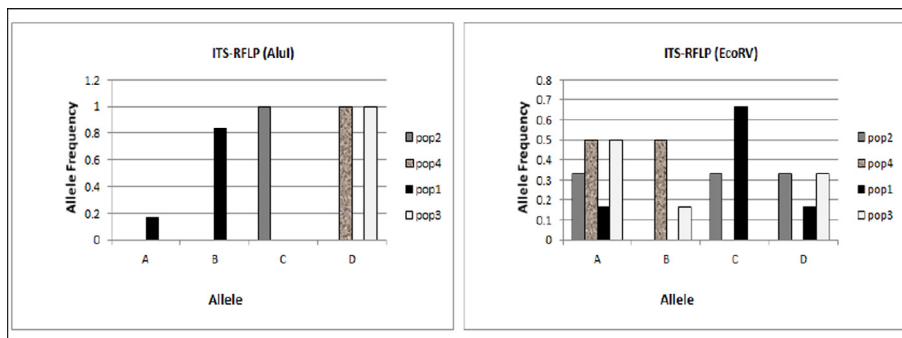 ITS-RFLP (AluI)
Allele Frequency
1.2
1
0.8
0.6
0.4
0.2
0
A B C D
Allele
pop2
pop4
pop1
pop3
ITS-RFLP (EcoRV)
Allele Frequency
0.8
0.7
0.6
0.5
0.4
0.3
0.2
0.1
0
A B C D
Allele
pop2
pop4
pop1
pop3